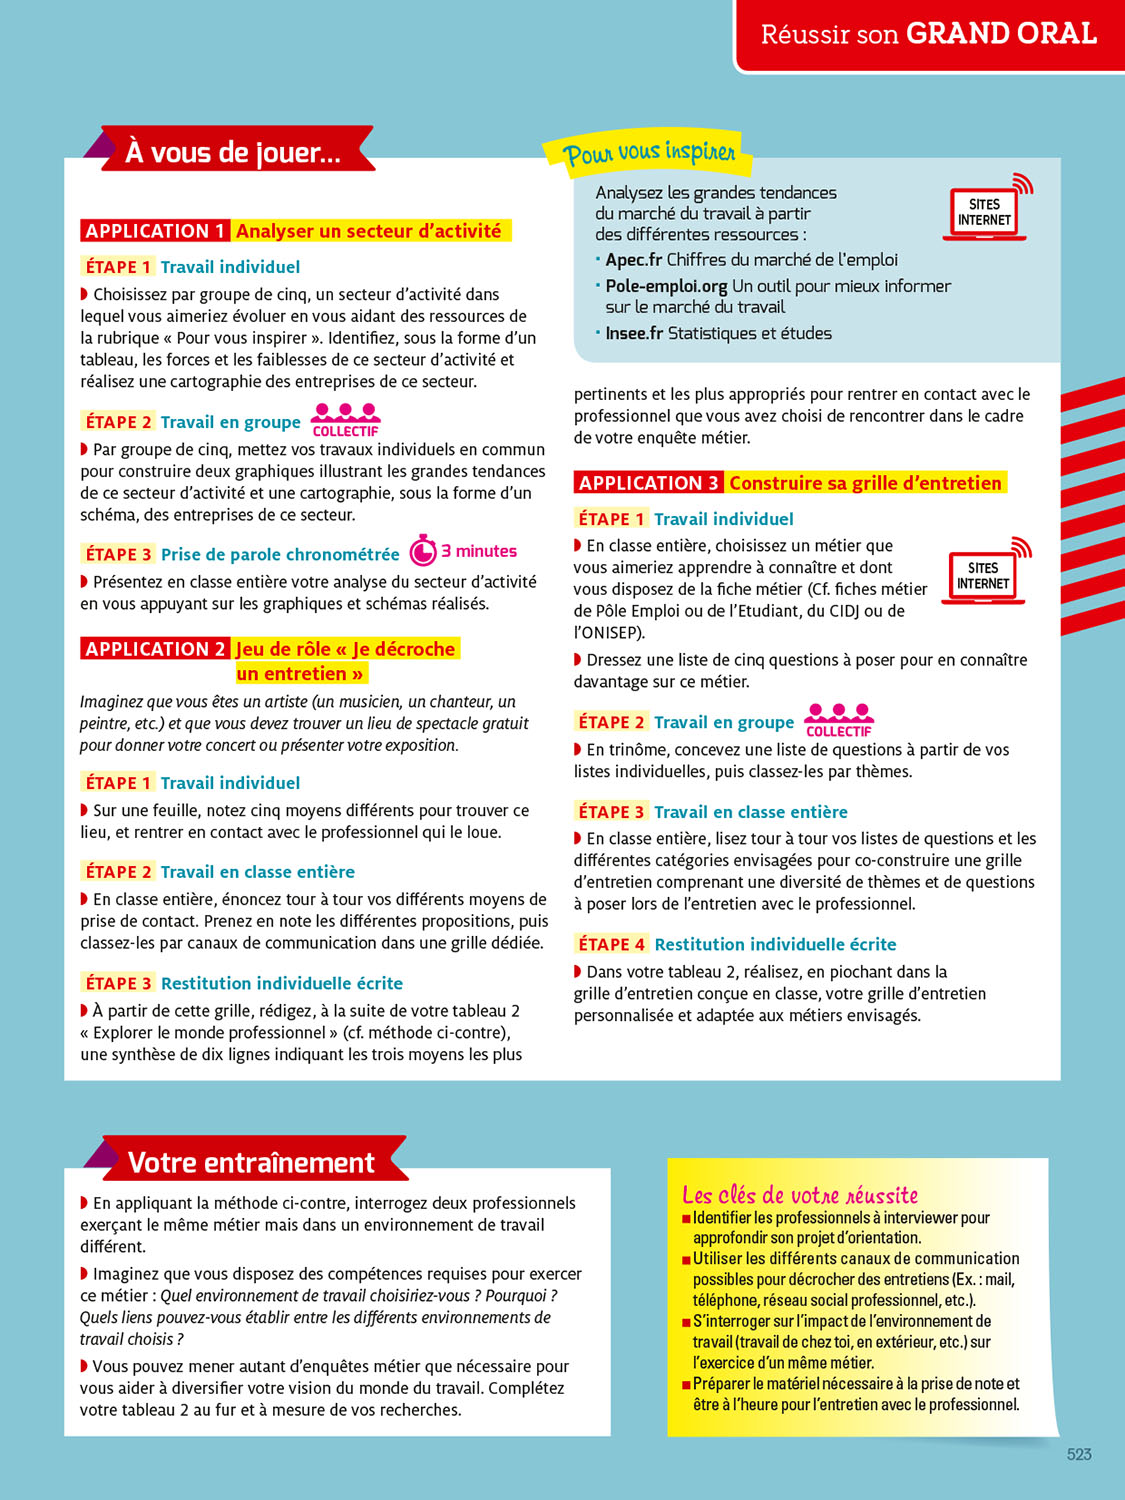 Réussir son GRAND ORAL
À vous de jouer...
APPLICATION 1 Analyser un secteur d'activité
ÉTAPE 1 Travail individuel
Choisissez par groupe de cinq, un secteur d'activité dans
lequel vous aimeriez évoluer en vous aidant des ressources de
la rubrique « Pour vous inspirer ». Identifiez, sous la forme d'un
tableau, les forces et les faiblesses de ce secteur d'activité et
réalisez une cartographie des entreprises de ce secteur.
ÉTAPE 2 Travail en groupe
COLLECTIF
Par groupe de cinq, mettez vos travaux individuels en commun
pour construire deux graphiques illustrant les grandes tendances
de ce secteur d'activité et une cartographie, sous la forme d'un
schéma, des entreprises de ce secteur.
ÉTAPE 3 Prise de parole chronométrée 3 minutes
Présentez en classe entière votre analyse du secteur d'activité
en vous appuyant sur les graphiques et schémas réalisés.
APPLICATION 2 Jeu de rôle « Je décroche
un entretien »
Imaginez que vous êtes un artiste (un musicien, un chanteur, un
peintre, etc.) et que vous devez trouver un lieu de spectacle gratuit
pour donner votre concert ou présenter votre exposition.
ÉTAPE 1 Travail individuel
Sur une feuille, notez cinq moyens différents pour trouver ce
lieu, et rentrer en contact avec le professionnel qui le loue.
ÉTAPE 2 Travail en classe entière
En classe entière, énoncez tour à tour vos différents moyens de
prise de contact. Prenez en note les différentes propositions, puis
classez-les par canaux de communication dans une grille dédiée.
ÉTAPE 3 Restitution individuelle écrite
À partir de cette grille, rédigez, à la suite de votre tableau 2
« Explorer le monde professionnel » (cf. méthode ci-contre),
une synthèse de dix lignes indiquant les trois moyens les plus
Pour vous inspirer
Analysez les grandes tendances
du marché du travail à partir
des différentes ressources :
SITES
INTERNET
• Apec.fr Chiffres du marché de l'emploi
• Pole-emploi.org Un outil pour mieux informer
sur le marché du travail
• Insee.fr Statistiques et études
pertinents et les plus appropriés pour rentrer en contact avec le
professionnel que vous avez choisi de rencontrer dans le cadre
de votre enquête métier.
APPLICATION 3 Construire sa grille d'entretien
ÉTAPE 1 Travail individuel
En classe entière, choisissez un métier que
vous aimeriez apprendre à connaître et dont
vous disposez de la fiche métier (Cf. fiches métier
de Pôle Emploi ou de l'Etudiant, du CIDJ ou de
l'ONISEP).
SITES
INTERNET
Dressez une liste de cinq questions à poser pour en connaître
davantage sur ce métier.
ÉTAPE 2 Travail en groupe
COLLECTIF
En trinôme, concevez une liste de questions à partir de vos
listes individuelles, puis classez-les par thèmes.
ÉTAPE 3 Travail en classe entière
En classe entière, lisez tour à tour vos listes de questions et les
différentes catégories envisagées pour co-construire une grille
d'entretien comprenant une diversité de thèmes et de questions
à poser lors de l'entretien avec le professionnel.
ÉTAPE 4 Restitution individuelle écrite
Dans votre tableau 2, réalisez, en piochant dans la
grille d'entretien conçue en classe, votre grille d'entretien
personnalisée et adaptée aux métiers envisagés.
Votre entraînement
En appliquant la méthode ci-contre, interrogez deux professionnels
exerçant le même métier mais dans un environnement de travail
différent.
Imaginez que vous disposez des compétences requises pour exercer
ce métier : Quel environnement de travail choisiriez-vous ? Pourquoi ?
Quels liens pouvez-vous établir entre les différents environnements de
travail choisis ?
Vous pouvez mener autant d'enquêtes métier que nécessaire pour
vous aider à diversifier votre vision du monde du travail. Complétez
votre tableau 2 au fur et à mesure de vos recherches.
Les clés de votre réussite
■ Identifier les professionnels à interviewer pour
approfondir son projet d'orientation.
■ Utiliser les différents canaux de communication
possibles pour décrocher des entretiens (Ex. : mail,
téléphone, réseau social professionnel, etc.).
■ S'interroger sur l'impact de l'environnement de
travail (travail de chez toi, en extérieur, etc.) sur
l'exercice d'un même métier.
■ Préparer le matériel nécessaire à la prise de note et
être à l'heure pour l'entretien avec le professionnel.
523